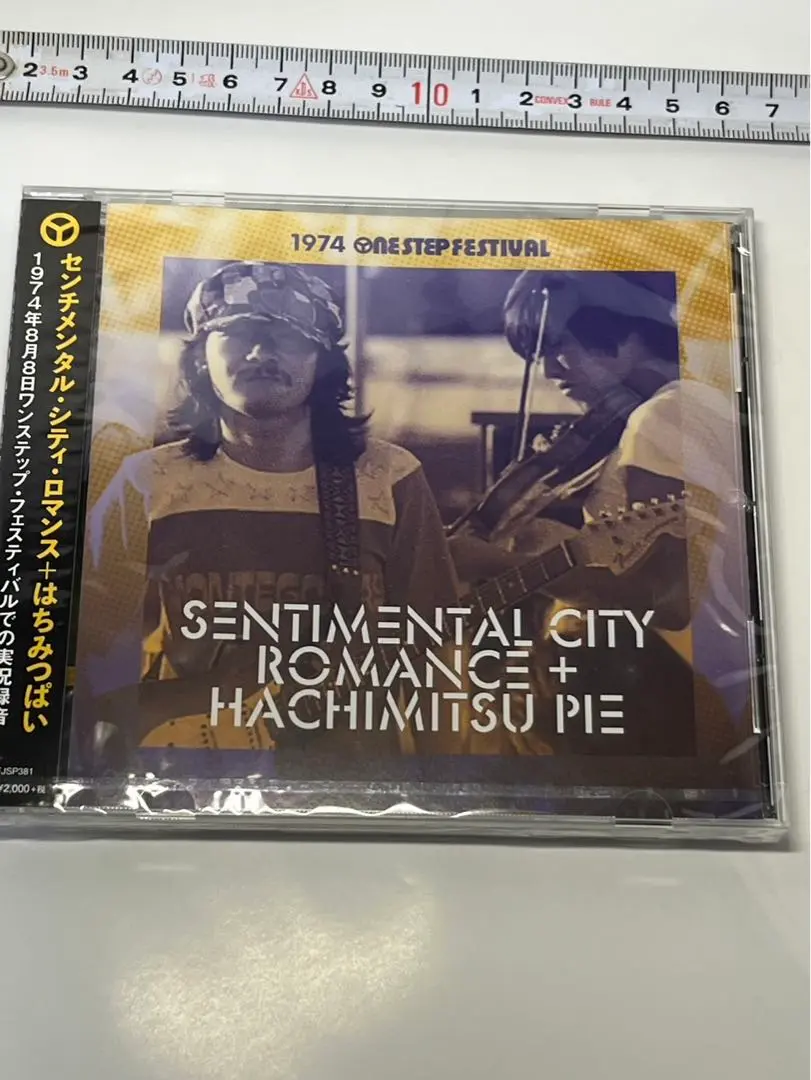 2 3.5m 3 4 5 6 7 8 9 10 1 2 CONVEX 3 RULE 4 5 6 7
センチメンタル・シティ・ロマンス+はちみつぱい
1974年8月8日ワンステップ・フェスティバルでの実況録音
JSP381
¥2,000+税
1974 ONE STEP FESTIVAL
SENTIMENTAL CITY
ROMANCE +
HACHIMITSU PIE